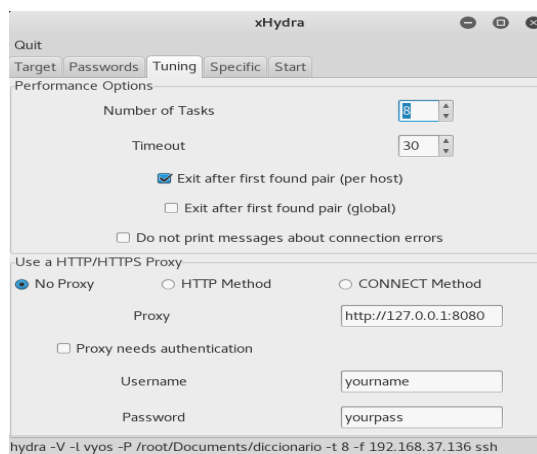 xHydra
Quit
Target Passwords Tuning Specific Start
Performance Options
Number of Tasks 8
Timeout 30
Exit after first found pair (per host)
Exit after first found pair (global)
Do not print messages about connection errors
Use a HTTP/HTTPS Proxy
No Proxy HTTP Method CONNECT Method
Proxy http://127.0.0.1:8080
Proxy needs authentication
Username yourname
Password yourpass
hydra -V -l vyos -P /root/Documents/diccionario -t 8 -f 192.168.37.136 ssh